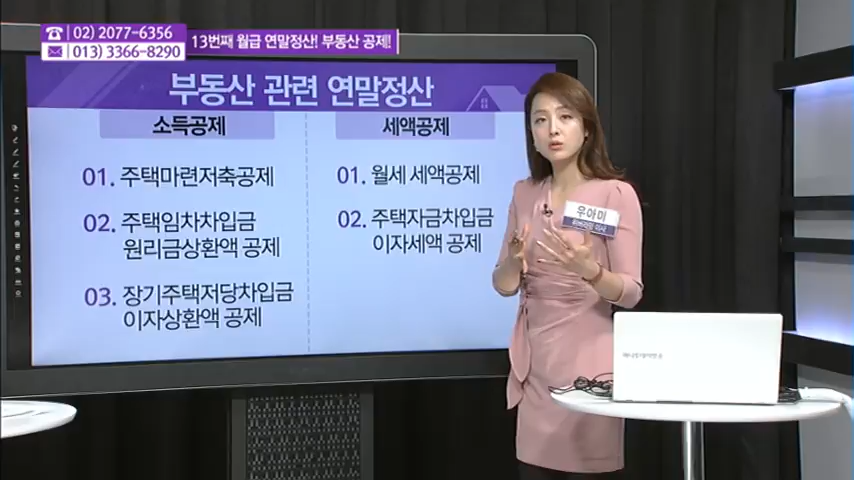 02) 2077-6356
013) 3366-8290
13번째 월급 연말정산! 부동산 공제!
부동산 관련 연말정산
소득공제
01. 주택마련저축공제
02. 주택임차차입금
원리금상환액 공제
03. 장기주택저당차입금
이자상환액 공제
세액공제
01. 월세 세액공제
02. 주택자금차입금
이자세액 공제
우아미